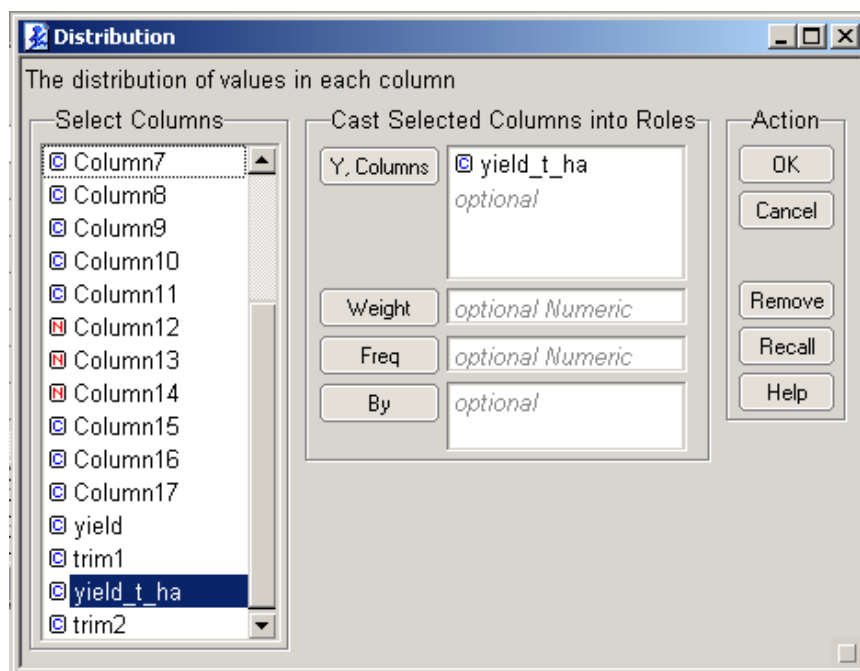 Distribution
The distribution of values in each column
Select Columns
C Column7
C Column8
C Column9
C Column10
C Column11
N Column12
N Column13
N Column14
C Column15
C Column16
C Column17
C yield
C trim1
C yield_t_ha
C trim2
Cast Selected Columns into Roles
Y, Columns
C yield_t_ha
optional
Weight
optional Numeric
Freq
optional Numeric
By
optional
Action
OK
Cancel
Remove
Recall
Help